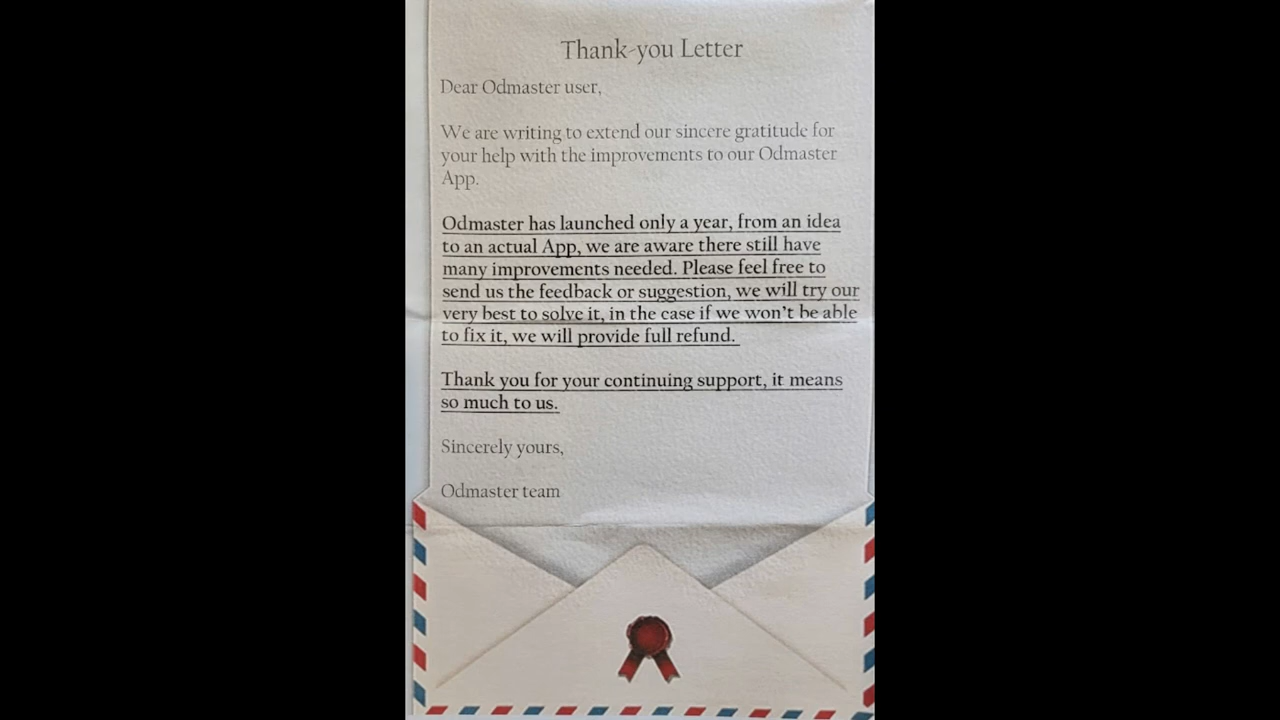 Thank-you Letter
Dear Odmaster user,
We are writing to extend our sincere gratitude for
your help with the improvements to our Odmaster
App.
Odmaster has launched only a year, from an idea
to an actual App, we are aware there still have
many improvements needed. Please feel free to
send us the feedback or suggestion, we will try our
very best to solve it, in the case if we won't be able
to fix it, we will provide full refund.
Thank you for your continuing support, it means
so much to us.
Sincerely yours,
Odmaster team